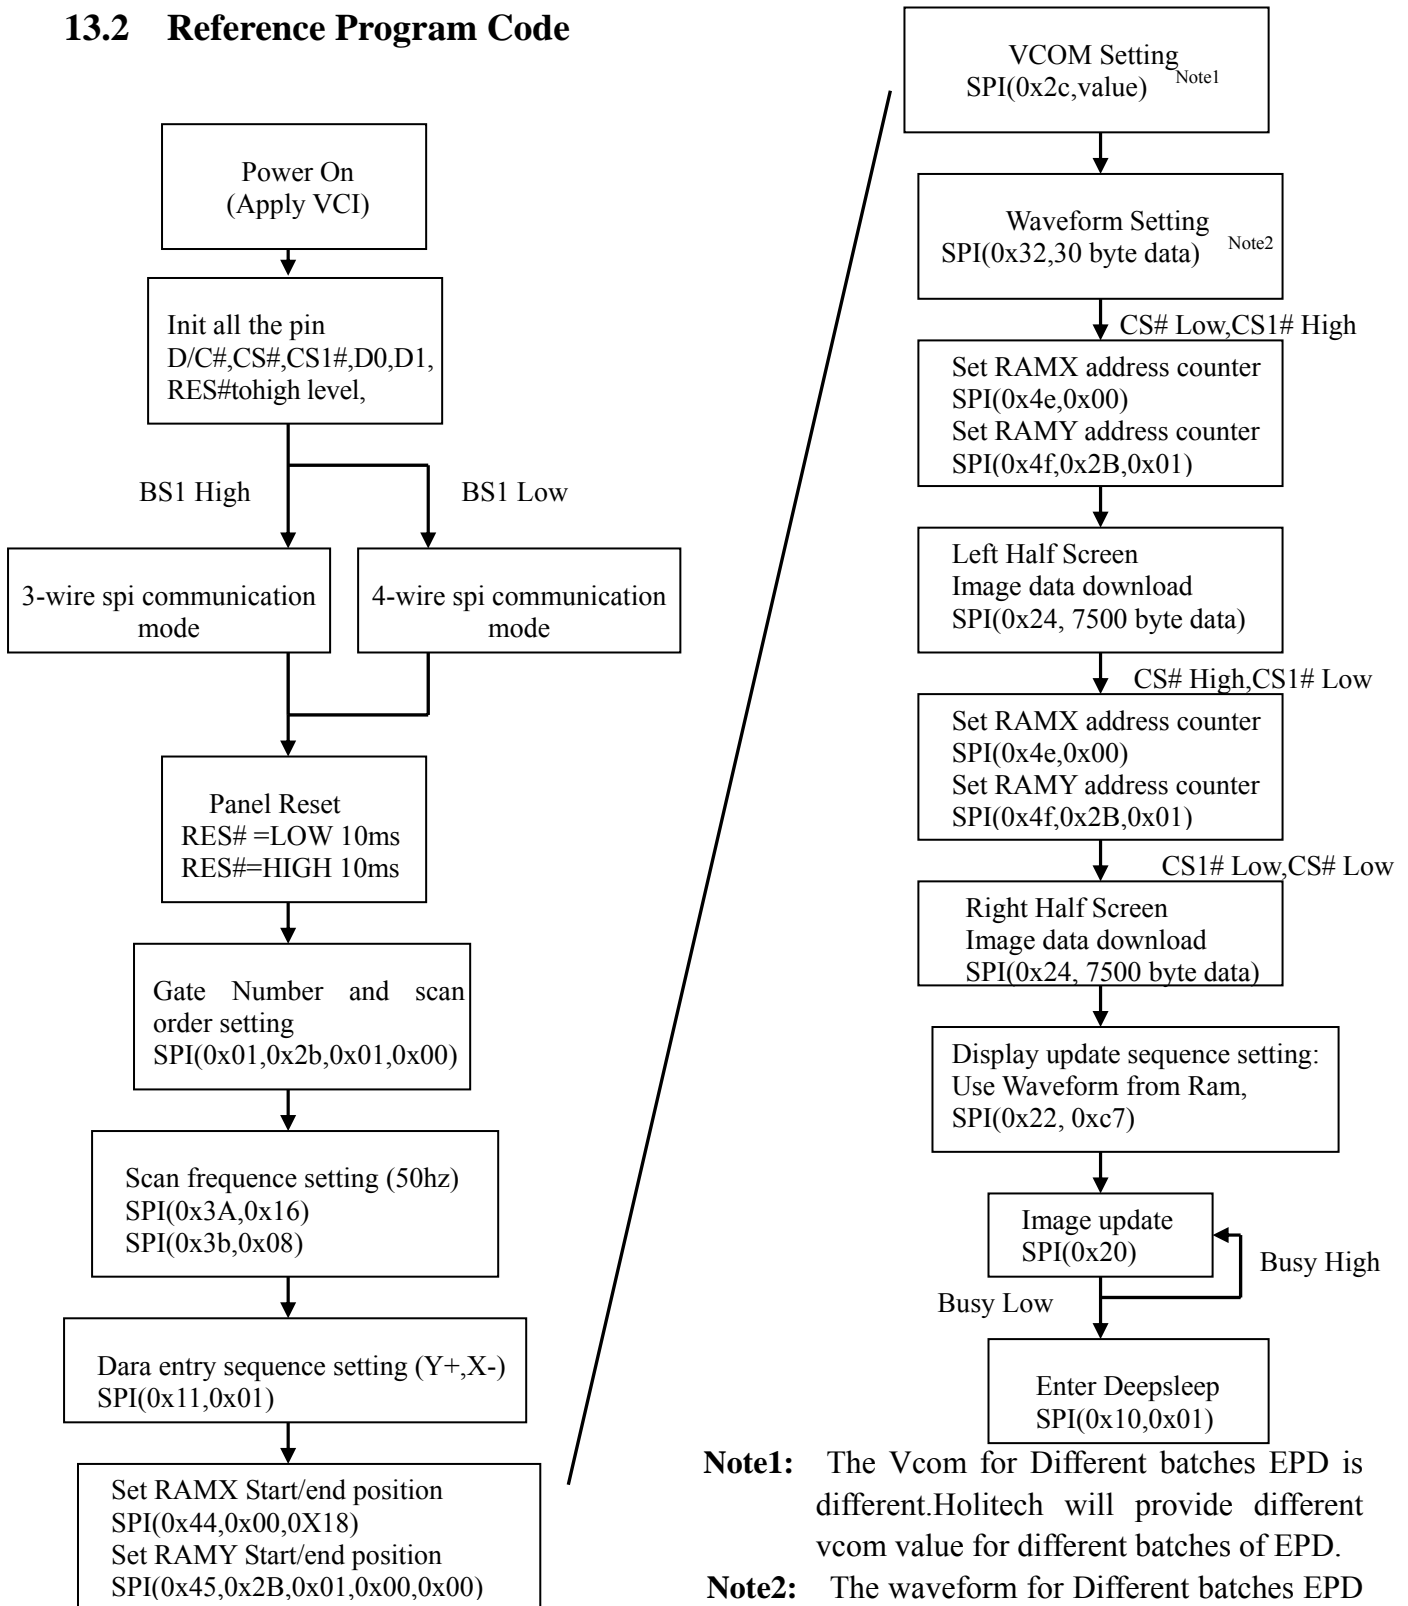 13.2 Reference Program Code
Power On
(Apply VCI)
Init all the pin
D/C#,CS#,CS1#,D0,D1,
RES#tohigh level,
BS1 High
BS1 Low
3-wire spi communication
mode
4-wire spi communication
mode
Panel Reset
RES# =LOW 10ms
RES#=HIGH 10ms
Gate Number and scan
order setting
SPI(0x01,0x2b,0x01,0x00)
Scan frequence setting (50hz)
SPI(0x3A,0x16)
SPI(0x3b,0x08)
Dara entry sequence setting (Y+,X-)
SPI(0x11,0x01)
Set RAMX Start/end position
SPI(0x44,0x00,0X18)
Set RAMY Start/end position
SPI(0x45,0x2B,0x01,0x00,0x00)
VCOM Setting
SPI(0x2c,value) Note1
Waveform Setting
SPI(0x32,30 byte data) Note2
CS# Low,CS1# High
Set RAMX address counter
SPI(0x4e,0x00)
Set RAMY address counter
SPI(0x4f,0x2B,0x01)
Left Half Screen
Image data download
SPI(0x24, 7500 byte data)
CS# High,CS1# Low
Set RAMX address counter
SPI(0x4e,0x00)
Set RAMY address counter
SPI(0x4f,0x2B,0x01)
CS1# Low,CS# Low
Right Half Screen
Image data download
SPI(0x24, 7500 byte data)
Display update sequence setting:
Use Waveform from Ram,
SPI(0x22, 0xc7)
Image update
SPI(0x20)
Busy High
Busy Low
Enter Deepsleep
SPI(0x10,0x01)
Note1: The Vcom for Different batches EPD is
different.Holitech will provide different
vcom value for different batches of EPD.
Note2: The waveform for Different batches EPD